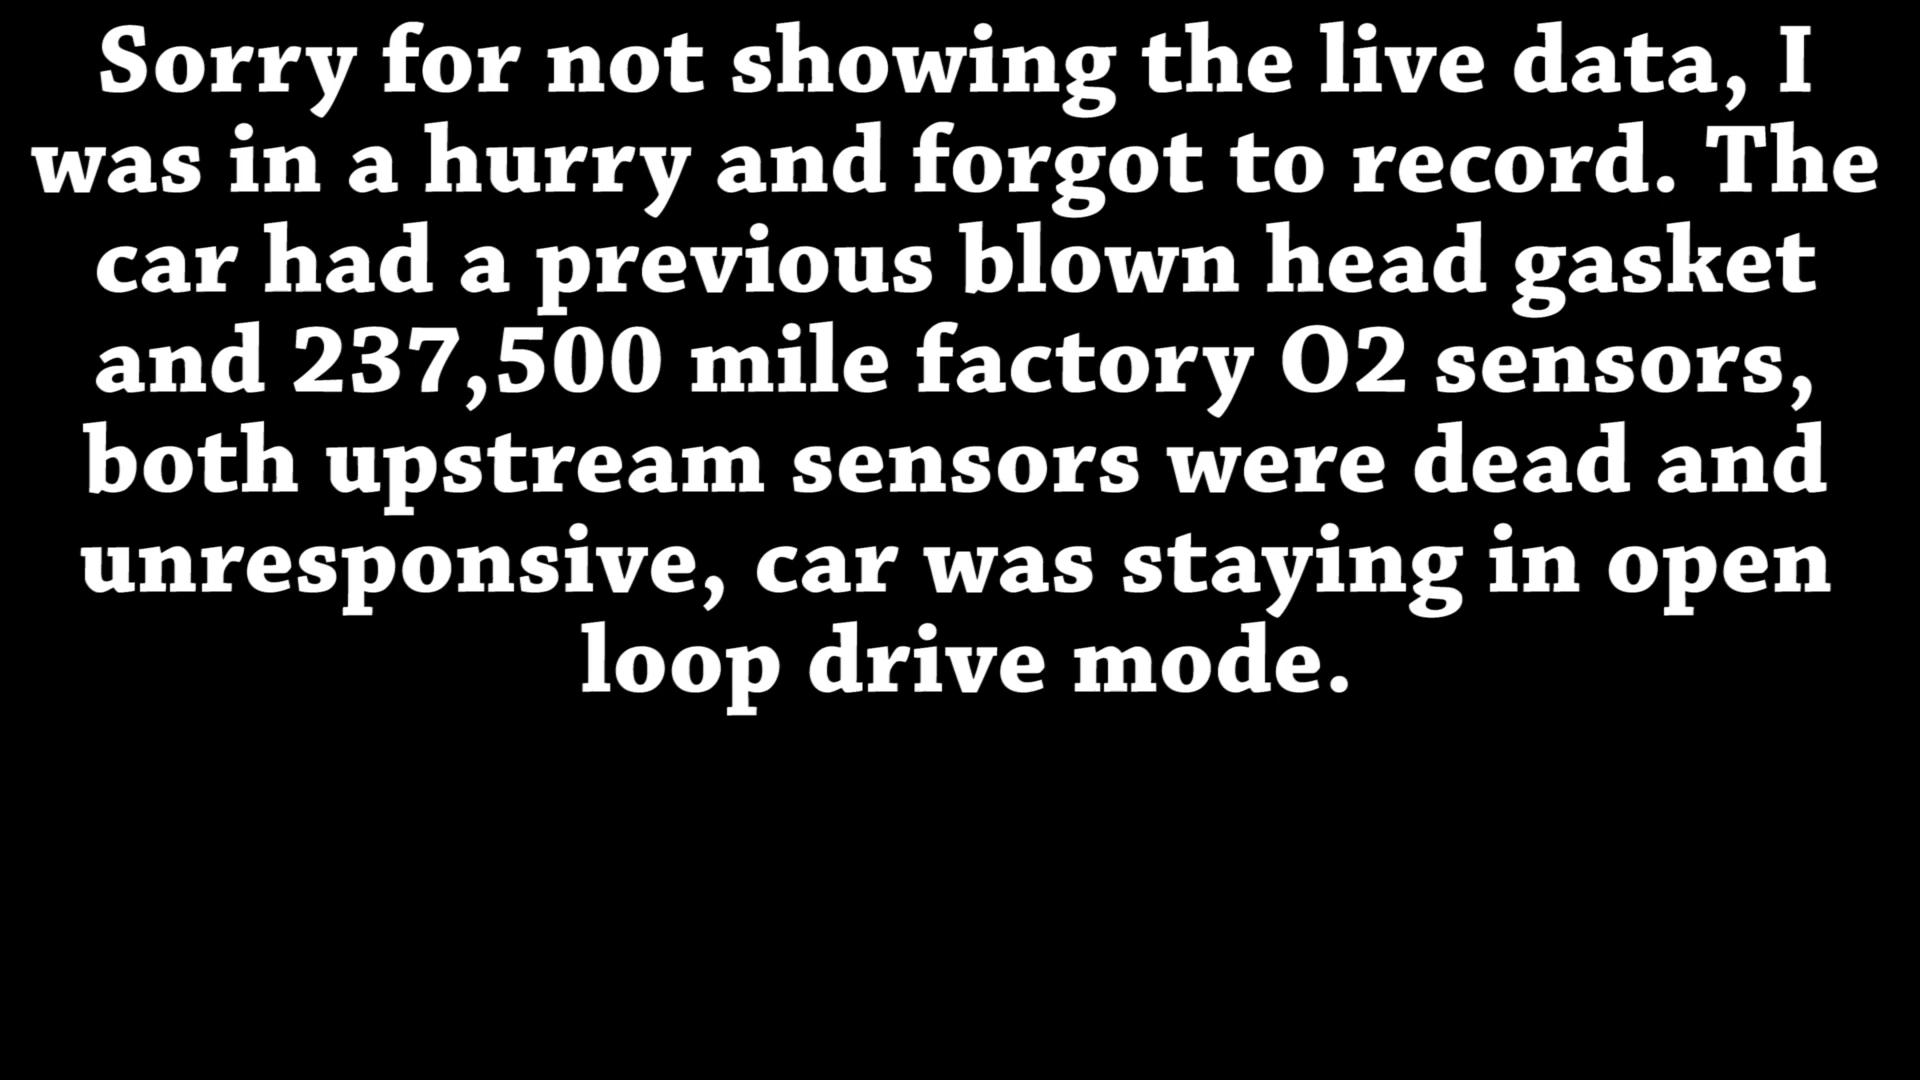 Sorry for not showing the live data, I
was in a hurry and forgot to record. The
car had a previous blown head gasket
and 237,500 mile factory O2 sensors,
both upstream sensors were dead and
unresponsive, car was staying in open
loop drive mode.